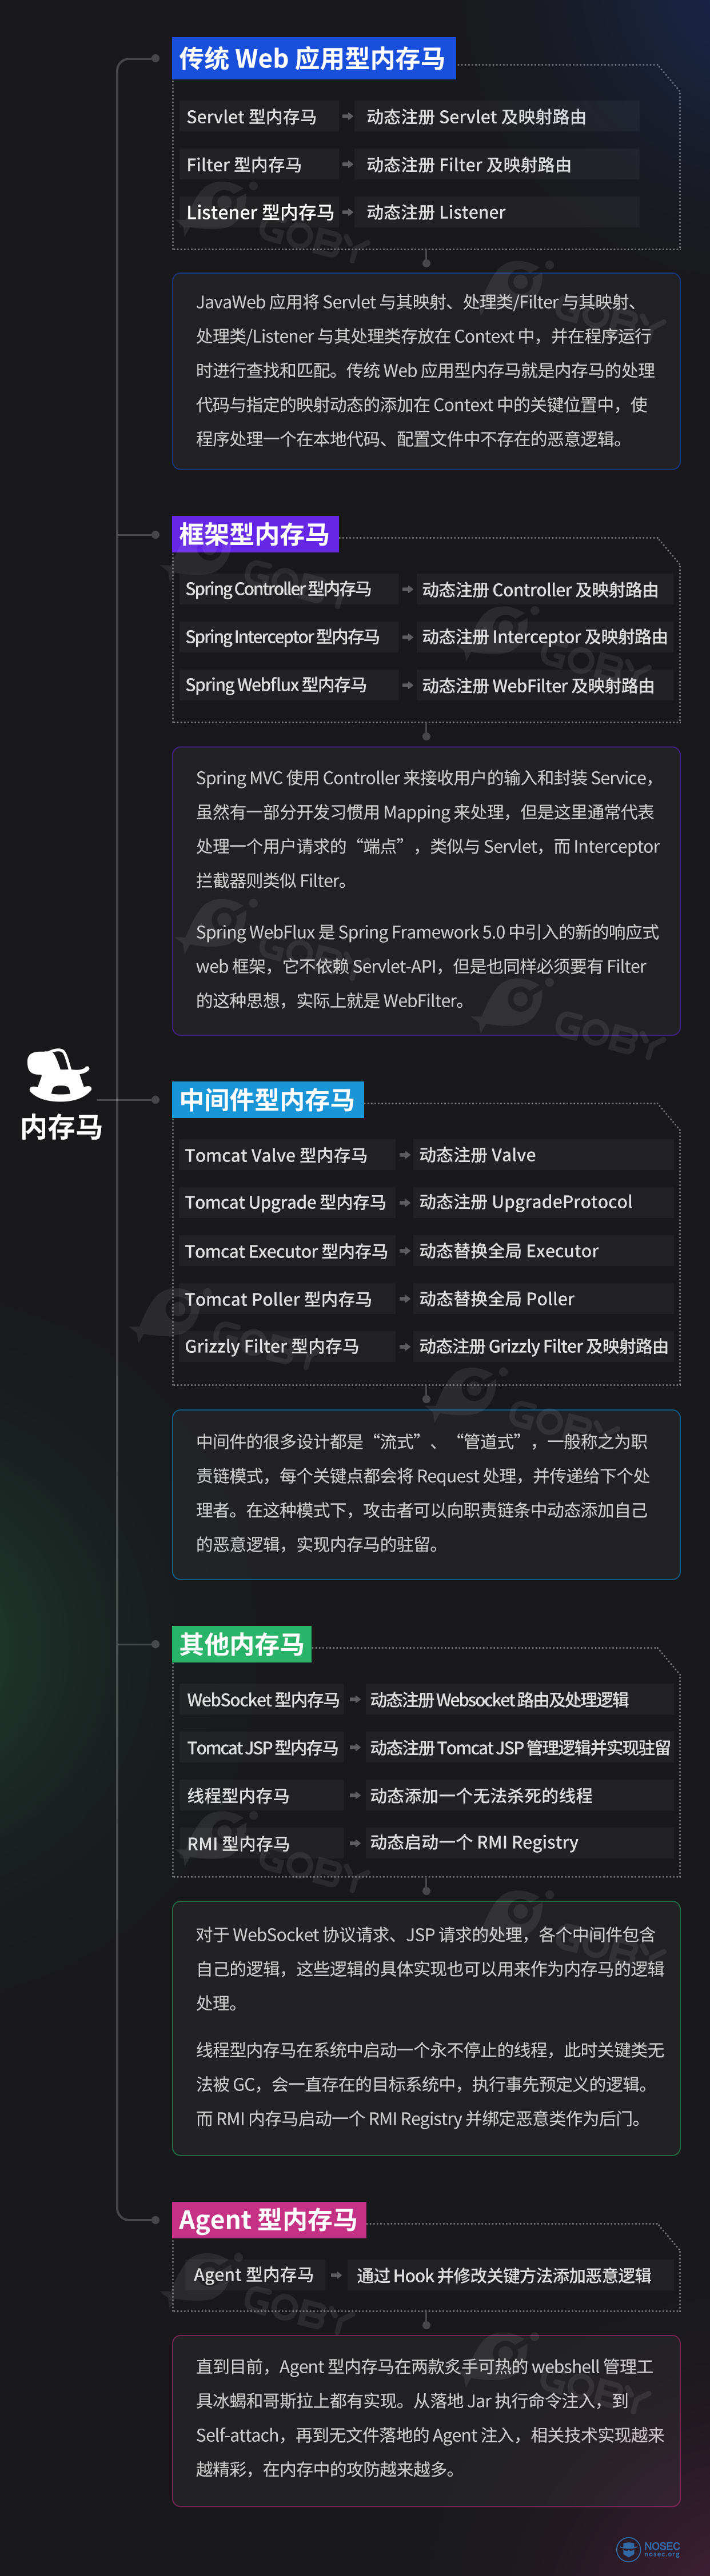 传统 Web 应用型内存马
Servlet 型内存马 动态注册 Servlet 及映射路由
Filter 型内存马 动态注册 Filter 及映射路由
Listener 型内存马 动态注册 Listener
JavaWeb 应用将 Servlet 与其映射、处理类/Filter 与其映射、
处理类/Listener 与其处理类存放在 Context 中，并在程序运行
时进行查找和匹配。传统 Web 应用型内存马就是内存马的处理
代码与指定的映射动态的添加在 Context 中的关键位置中，使
程序处理一个在本地代码、配置文件中不存在的恶意逻辑。
框架型内存马
Spring Controller 型内存马 动态注册 Controller 及映射路由
Spring Interceptor 型内存马 动态注册 Interceptor 及映射路由
Spring Webflux 型内存马 动态注册 WebFilter 及映射路由
Spring MVC 使用 Controller 来接收用户的输入和封装 Service，
虽然有一部分开发习惯用 Mapping 来处理，但是这里通常代表
处理一个用户请求的“端点”，类似与 Servlet，而 Interceptor
拦截器则类似 Filter。
Spring WebFlux 是 Spring Framework 5.0 中引入的新的响应式
web 框架，它不依赖 Servlet-API，但是也同样必须要有 Filter
的这种思想，实际上就是 WebFilter。
内存马
中间件型内存马
Tomcat Valve 型内存马 动态注册 Valve
Tomcat Upgrade 型内存马 动态注册 UpgradeProtocol
Tomcat Executor 型内存马 动态替换全局 Executor
Tomcat Poller 型内存马 动态替换全局 Poller
Grizzly Filter 型内存马 动态注册 Grizzly Filter 及映射路由
中间件的很多设计都是“流式”、“管道式”，一般称之为职
责链模式，每个关键点都会将 Request 处理，并传递给下个处
理者。在这种模式下，攻击者可以向职责链条中动态添加自己
的恶意逻辑，实现内存马的驻留。
其他内存马
WebSocket 型内存马 动态注册 Websocket 路由及处理逻辑
Tomcat JSP 型内存马 动态注册 Tomcat JSP 管理逻辑并实现驻留
线程型内存马 动态添加一个无法杀死的线程
RMI 型内存马 动态启动一个 RMI Registry
对于 WebSocket 协议请求、JSP 请求的处理，各个中间件包含
自己的逻辑，这些逻辑的具体实现也可以用来作为内存马的逻辑
处理。
线程型内存马在系统中启动一个永不停止的线程，此时关键类无
法被 GC，会一直存在的目标系统中，执行事先预定义的逻辑。
而 RMI 内存马启动一个 RMI Registry 并绑定恶意类作为后门。
Agent 型内存马
Agent 型内存马 通过 Hook 并修改关键方法添加恶意逻辑
直到目前，Agent 型内存马在两款炙手可热的 webshell 管理工
具冰蝎和哥斯拉上都有实现。从落地 Jar 执行命令注入，到
Self-attach，再到无文件落地的 Agent 注入，相关技术实现越来
越精彩，在内存中的攻防越来越多。
NOSEC
nosec.org
GOBY
GOBY
GOBY
GOBY
GOBY
GOBY
GOBY
GOBY
GOBY
GOBY
GOBY
GOBY